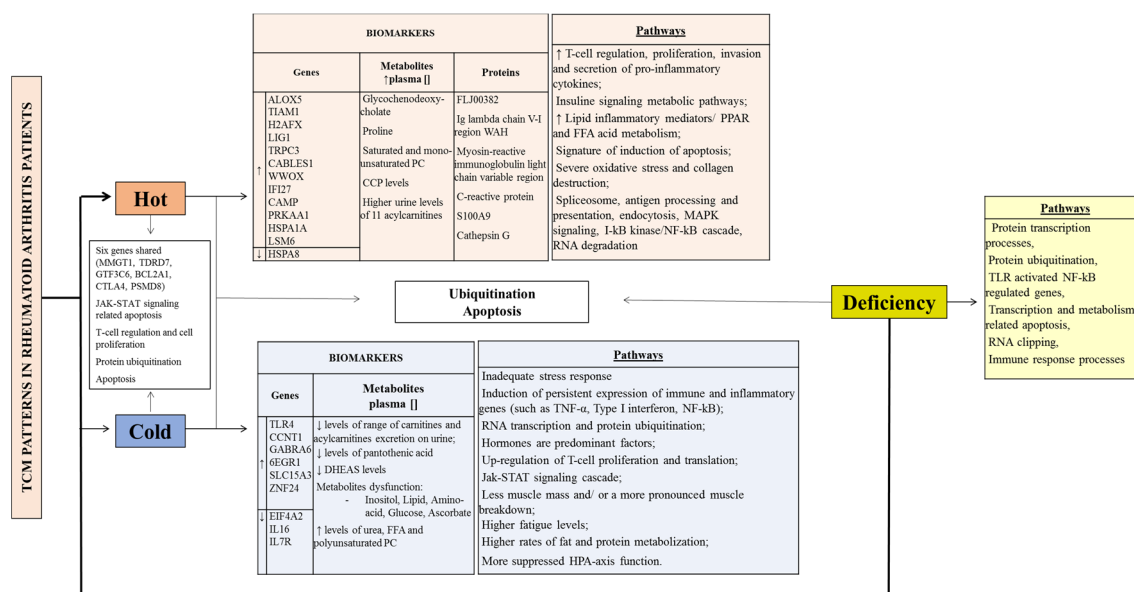 TCM PATTERNS IN RHEUMATOID ARTHRITIS PATIENTS
Hot
Six genes shared
(MMGT1, TDRD7,
GTF3C6, BCL2A1,
CTLA4, PSMD8)
JAK-STAT signaling
related apoptosis
T-cell regulation and cell
proliferation
Protein ubiquitination
Apoptosis
Cold
BIOMARKERS
Genes
Metabolites
↑plasma []
Proteins
↑
ALOX5
TIAM1
H2AFX
LIG1
TRPC3
CABLES1
WWOX
IFI27
CAMP
PRKAA1
HSPA1A
LSM6
↓
HSPA8
Glycochenodeoxy-
cholate
Proline
Saturated and mono-
unsaturated PC
CCP levels
Higher urine levels
of 11 acylcarnitines
FLJ00382
Ig lambda chain V-I
region WAH
Myosin-reactive
immunoglobulin light
chain variable region
C-reactive protein
S100A9
Cathepsin G
Pathways
↑ T-cell regulation, proliferation, invasion
and secretion of pro-inflammatory
cytokines;
Insuline signaling metabolic pathways;
↑ Lipid inflammatory mediators/ PPAR
and FFA acid metabolism;
Signature of induction of apoptosis;
Severe oxidative stress and collagen
destruction;
Spliceosome, antigen processing and
presentation, endocytosis, MAPK
signaling, I-kB kinase/NF-kB cascade,
RNA degradation
Ubiquitination
Apoptosis
Deficiency
Pathways
Protein transcription
processes,
Protein ubiquitination,
TLR activated NF-kB
regulated genes,
Transcription and metabolism
related apoptosis,
RNA clipping,
Immune response processes
BIOMARKERS
Genes
Metabolites
plasma []
↑
TLR4
CCNT1
GABRA6
6EGR1
SLC15A3
ZNF24
↓
EIF4A2
IL16
IL7R
↓ levels of range of carnitines and
acylcarnitines excretion on urine;
↓ levels of pantothenic acid
↓ DHEAS levels
Metabolites dysfunction:
- Inositol, Lipid, Amino-
acid, Glucose, Ascorbate
↑ levels of urea, FFA and
polyunsaturated PC
Pathways
Inadequate stress response
Induction of persistent expression of immune and inflammatory
genes (such as TNF-α, Type I interferon, NF-kB);
RNA transcription and protein ubiquitination;
Hormones are predominant factors;
Up-regulation of T-cell proliferation and translation;
Jak-STAT signaling cascade;
Less muscle mass and/ or a more pronounced muscle
breakdown;
Higher fatigue levels;
Higher rates of fat and protein metabolization;
More suppressed HPA-axis function.